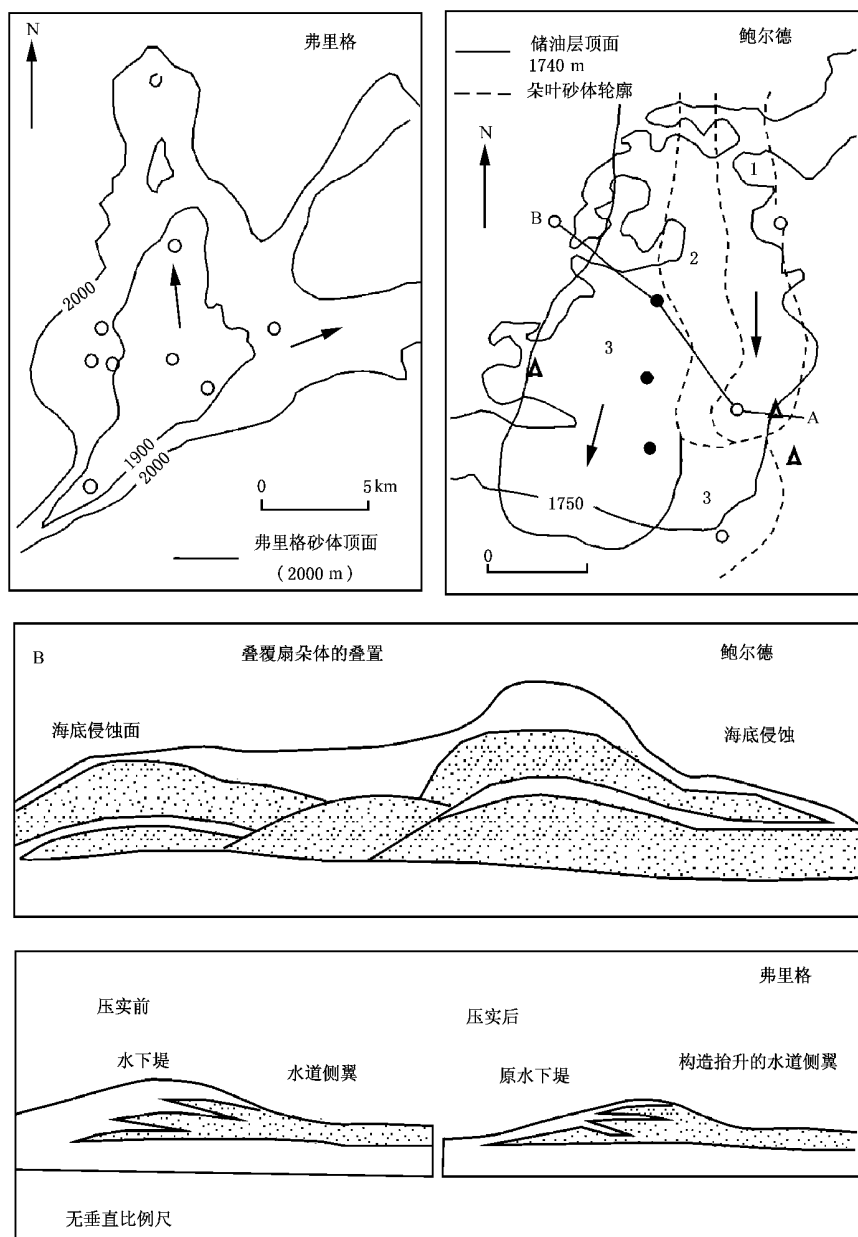 N
弗里格
2000
1900
2000
0
5 km
弗里格砂体顶面
(2000 m)
鲍尔德
储油层顶面
1740 m
朵叶砂体轮廓
N
1
B
2
3
A
1750
3
0
B
叠覆扇朵体的叠置
鲍尔德
海底侵蚀面
海底侵蚀
弗里格
压实前
压实后
水下堤
水道侧翼
原水下堤
构造抬升的水道侧翼
无垂直比例尺